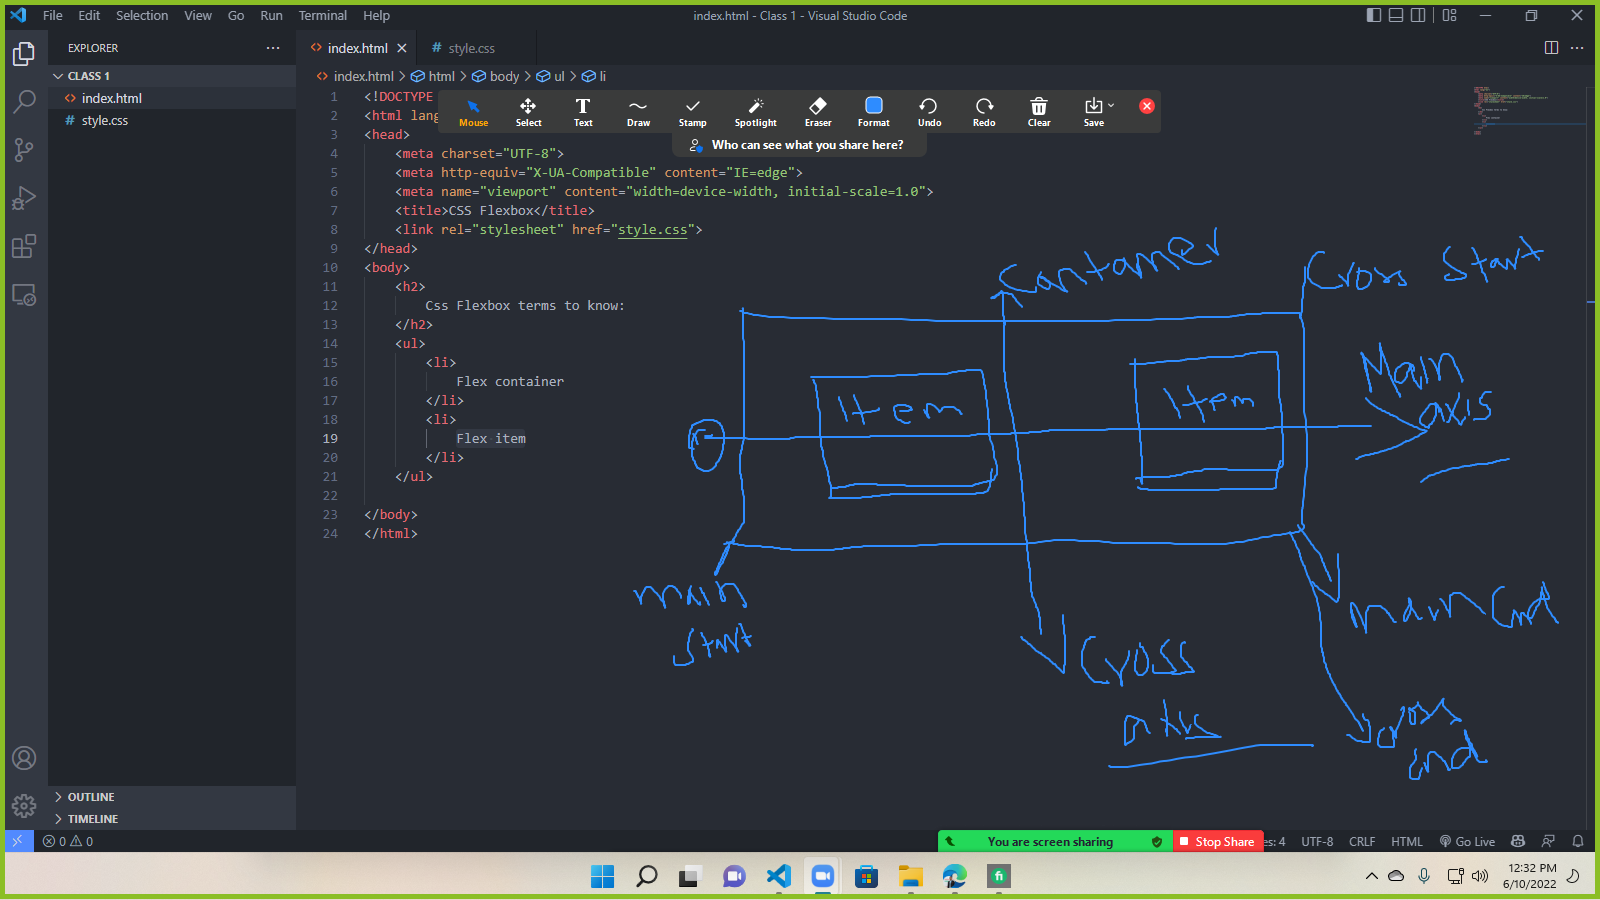 File Edit Selection View Go Run Terminal Help
index.html - Class 1 - Visual Studio Code
EXPLORER
index.html
# style.css
CLASS 1
index.html
# style.css
index.html > html > body > ul > li
Mouse Select Text Draw Stamp Spotlight Eraser Format Undo Redo Clear Save
Who can see what you share here?
1 <!DOCTYPE
2 <html lang
3 <head>
4 <meta charset="UTF-8">
5 <meta http-equiv="X-UA-Compatible" content="IE=edge">
6 <meta name="viewport" content="width=device-width, initial-scale=1.0">
7 <title>CSS Flexbox</title>
8 <link rel="stylesheet" href="style.css">
9 </head>
10 <body>
11 <h2>
12 Css Flexbox terms to know:
13 </h2>
14 <ul>
15 <li>
16 Flex container
17 </li>
18 <li>
19 Flex item
20 </li>
21 </ul>
22
23 </body>
24 </html>
Cross Start
Item
Item
Main
axis
main
start
main end
Cross
cross
end
OUTLINE
TIMELINE
0 0
You are screen sharing
Stop Share
es: 4 UTF-8 CRLF HTML Go Live
12:32 PM
6/10/2022